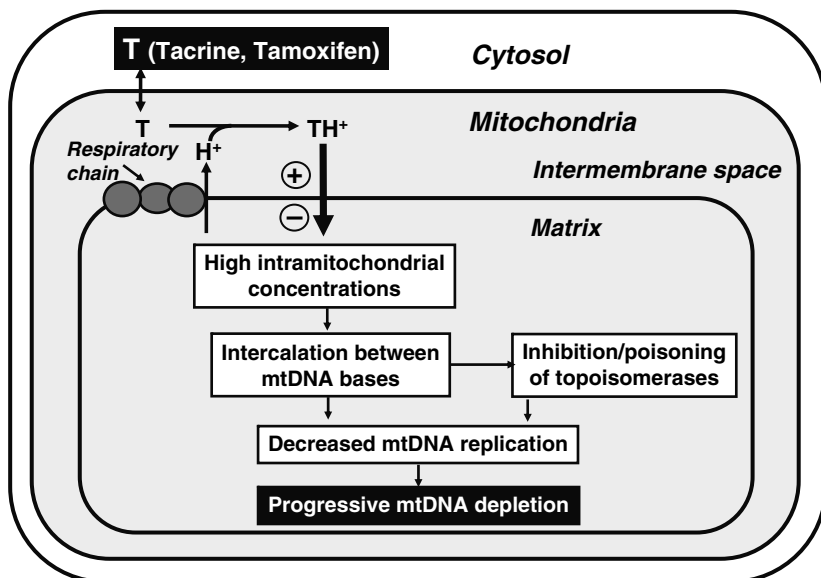 T (Tacrine, Tamoxifen)
Cytosol
Mitochondria
T
TH+
H+
Respiratory
chain
Intermembrane space
+
−
Matrix
High intramitochondrial
concentrations
Intercalation between
mtDNA bases
Inhibition/poisoning
of topoisomerases
Decreased mtDNA replication
Progressive mtDNA depletion